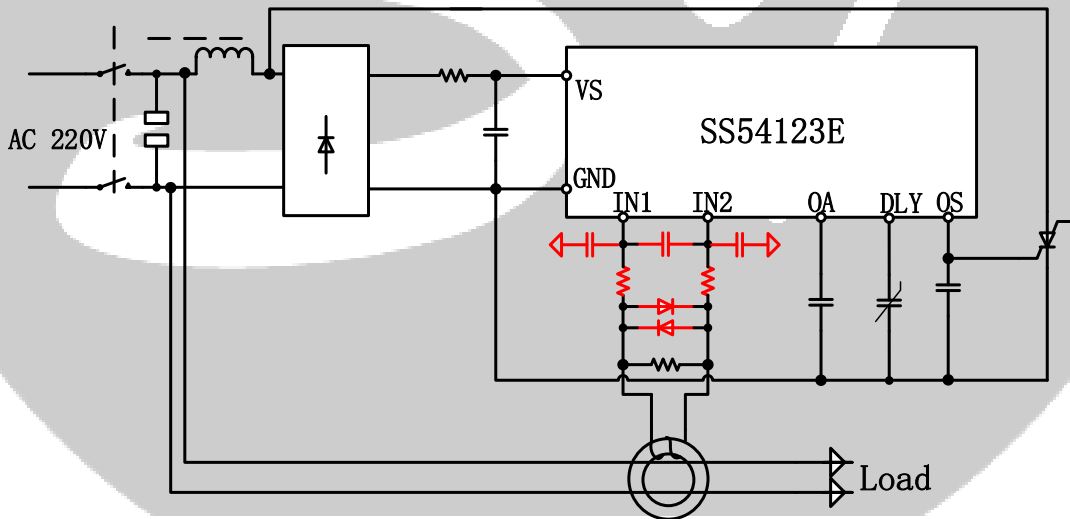 VS
SS54123E
AC 220V
GND
IN1
IN2
OA
DLY
OS
Load